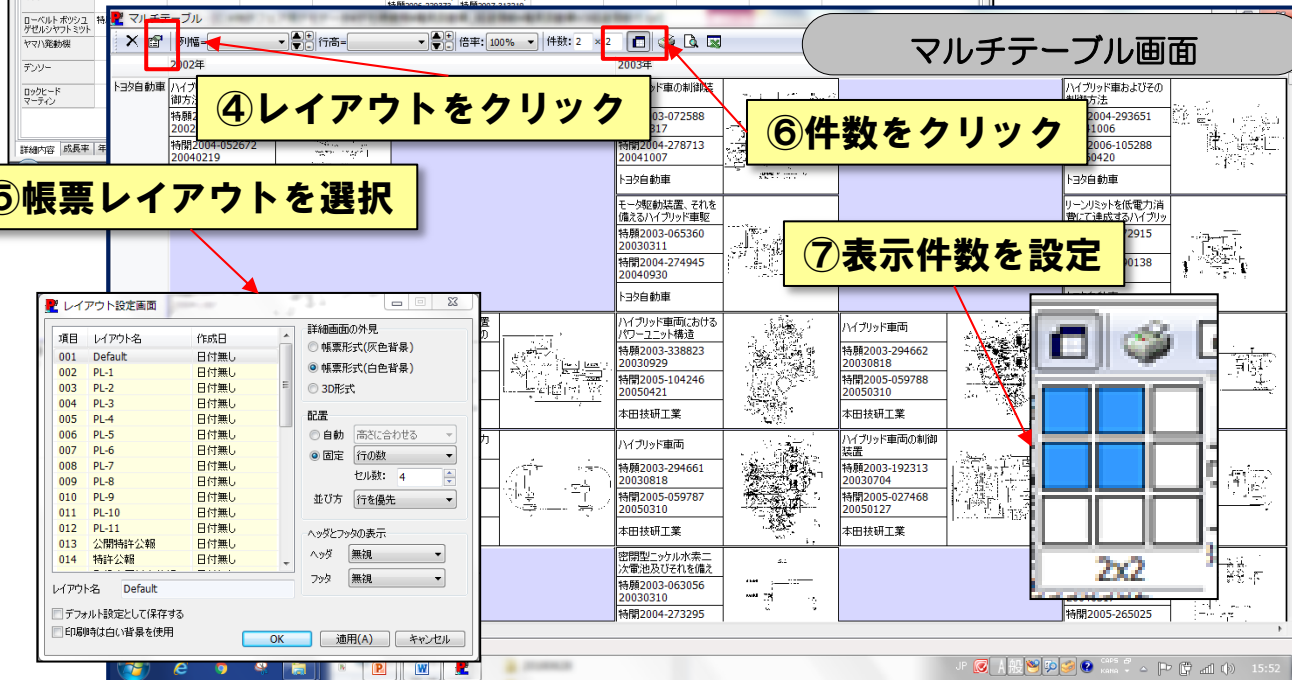 ローベルト ボッシュ
ゲゼルシャフトミット
ヤマハ発動機
デンソー
ロックヒード
マーティン
詳細内容 成長率
マルチテーブル
列幅= 行高= 倍率: 100% 件数: 2 × 2
マルチテーブル画面
2002年 2003年
④レイアウトをクリック
⑥件数をクリック
⑤帳票レイアウトを選択
⑦表示件数を設定
トヨタ自動車
特開2004-052672
20040219
特開2004-278713
20041007
トヨタ自動車
モータ駆動装置、それを
備えるハイブリッド車駆
特願2003-065360
20030311
特開2004-274945
20040930
トヨタ自動車
ハイブリッド車およびその
2004-293651
2006-105288
トヨタ自動車
リーンリミットを低電力消
費にて達成するハイブリッ
ハイブリッド車両における
パワーユニット構造
特願2003-338823
20030929
特開2005-104246
20050421
本田技研工業
ハイブリッド車両
特願2003-294662
20030818
特開2005-059788
20050310
本田技研工業
ハイブリッド車両
特願2003-294661
20030818
特開2005-059787
20050310
本田技研工業
ハイブリッド車両の制御
装置
特願2003-192313
20030704
特開2005-027468
20050127
本田技研工業
密閉型ニッケル水素二
次電池及びそれを備え
特願2003-063056
20030310
特開2004-273295
特開2005-265025
レイアウト設定画面
項目 レイアウト名 作成日
001 Default 日付無し
002 PL-1 日付無し
003 PL-2 日付無し
004 PL-3 日付無し
005 PL-4 日付無し
006 PL-5 日付無し
007 PL-6 日付無し
008 PL-7 日付無し
009 PL-8 日付無し
010 PL-9 日付無し
011 PL-10 日付無し
012 PL-11 日付無し
013 公開特許公報 日付無し
014 特許公報 日付無し
レイアウト名 Default
デフォルト設定として保存する
印刷時は白い背景を使用
詳細画面の外見
帳票形式(灰色背景)
帳票形式(白色背景)
3D形式
配置
自動 高さに合わせる
固定 行の数
セル数: 4
並び方 行を優先
ヘッダとフッタの表示
ヘッダ 無視
フッタ 無視
OK 適用(A) キャンセル
2x2
JP A 般 CAPS KANA 15:52